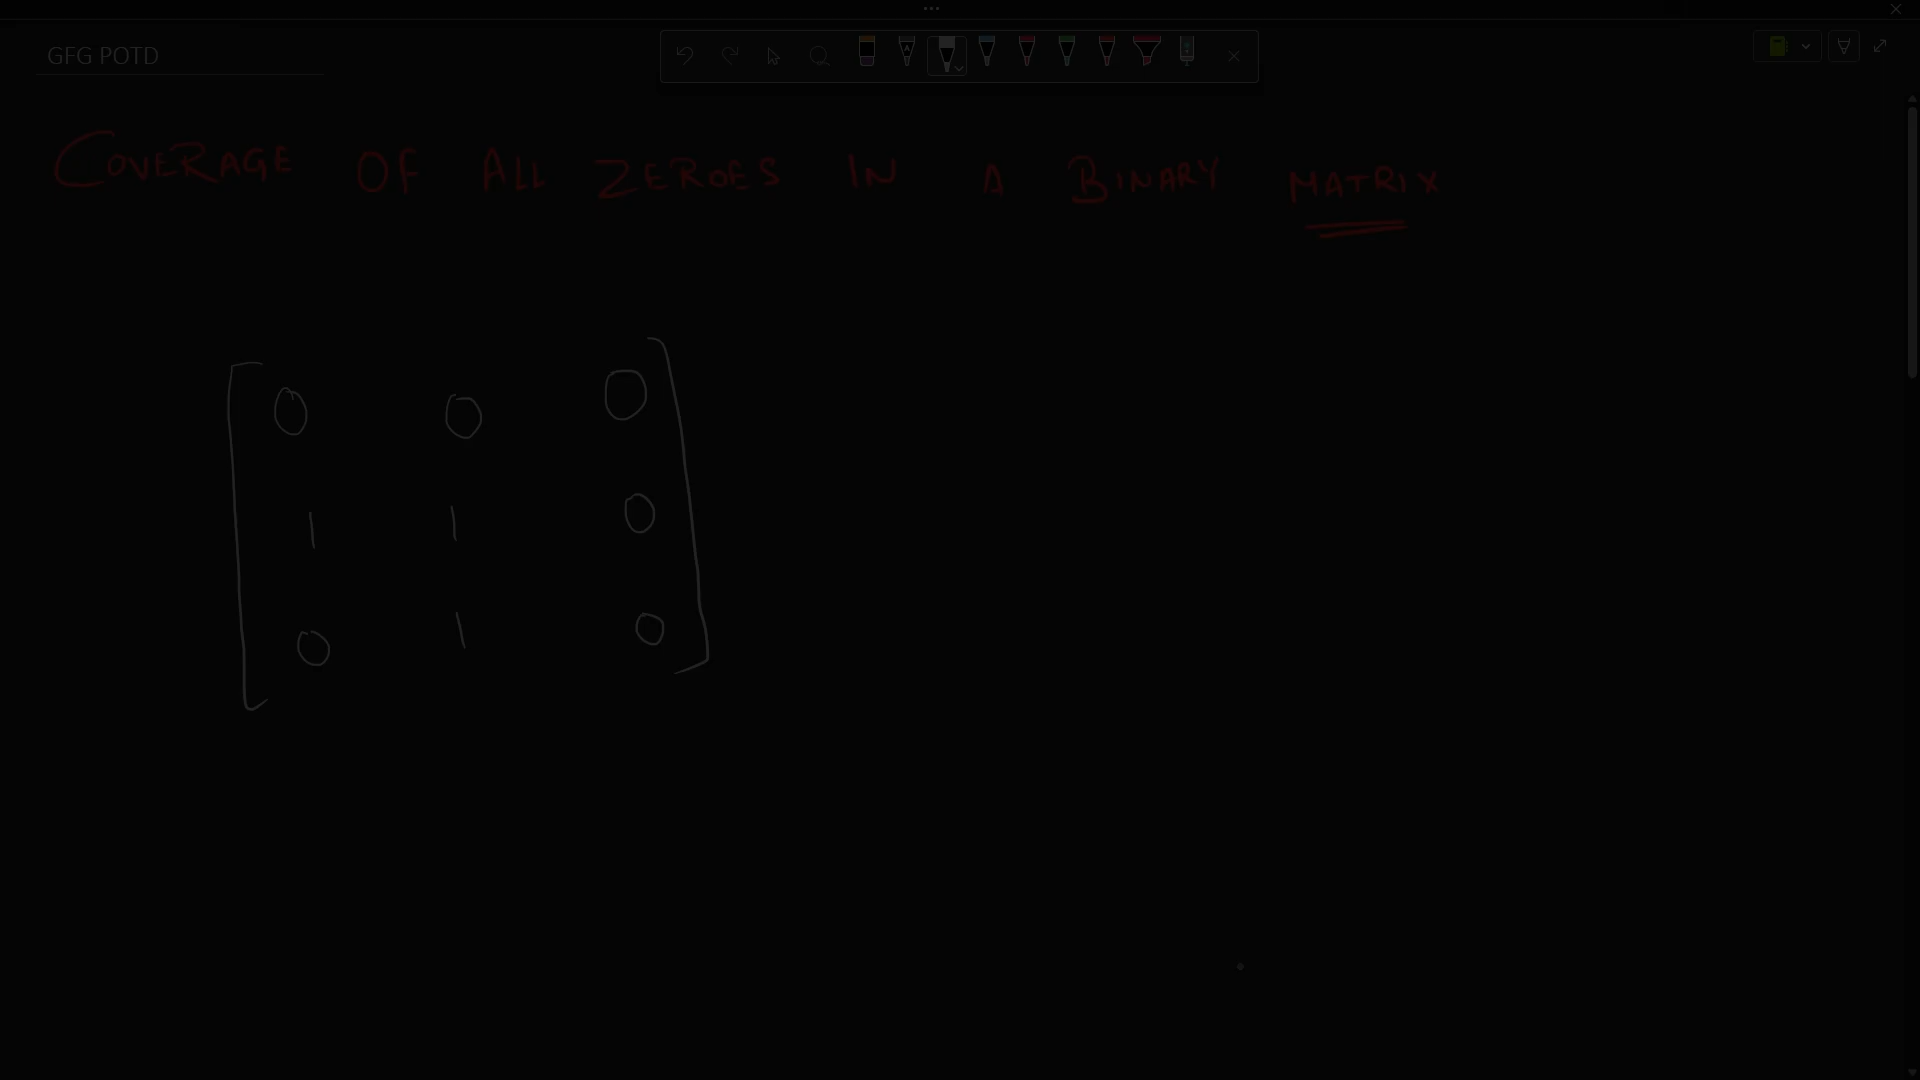 GFG POTD
COVERAGE OF ALL ZEROES IN A BINARY MATRIX
0 0 0
1 1 0
0 1 0